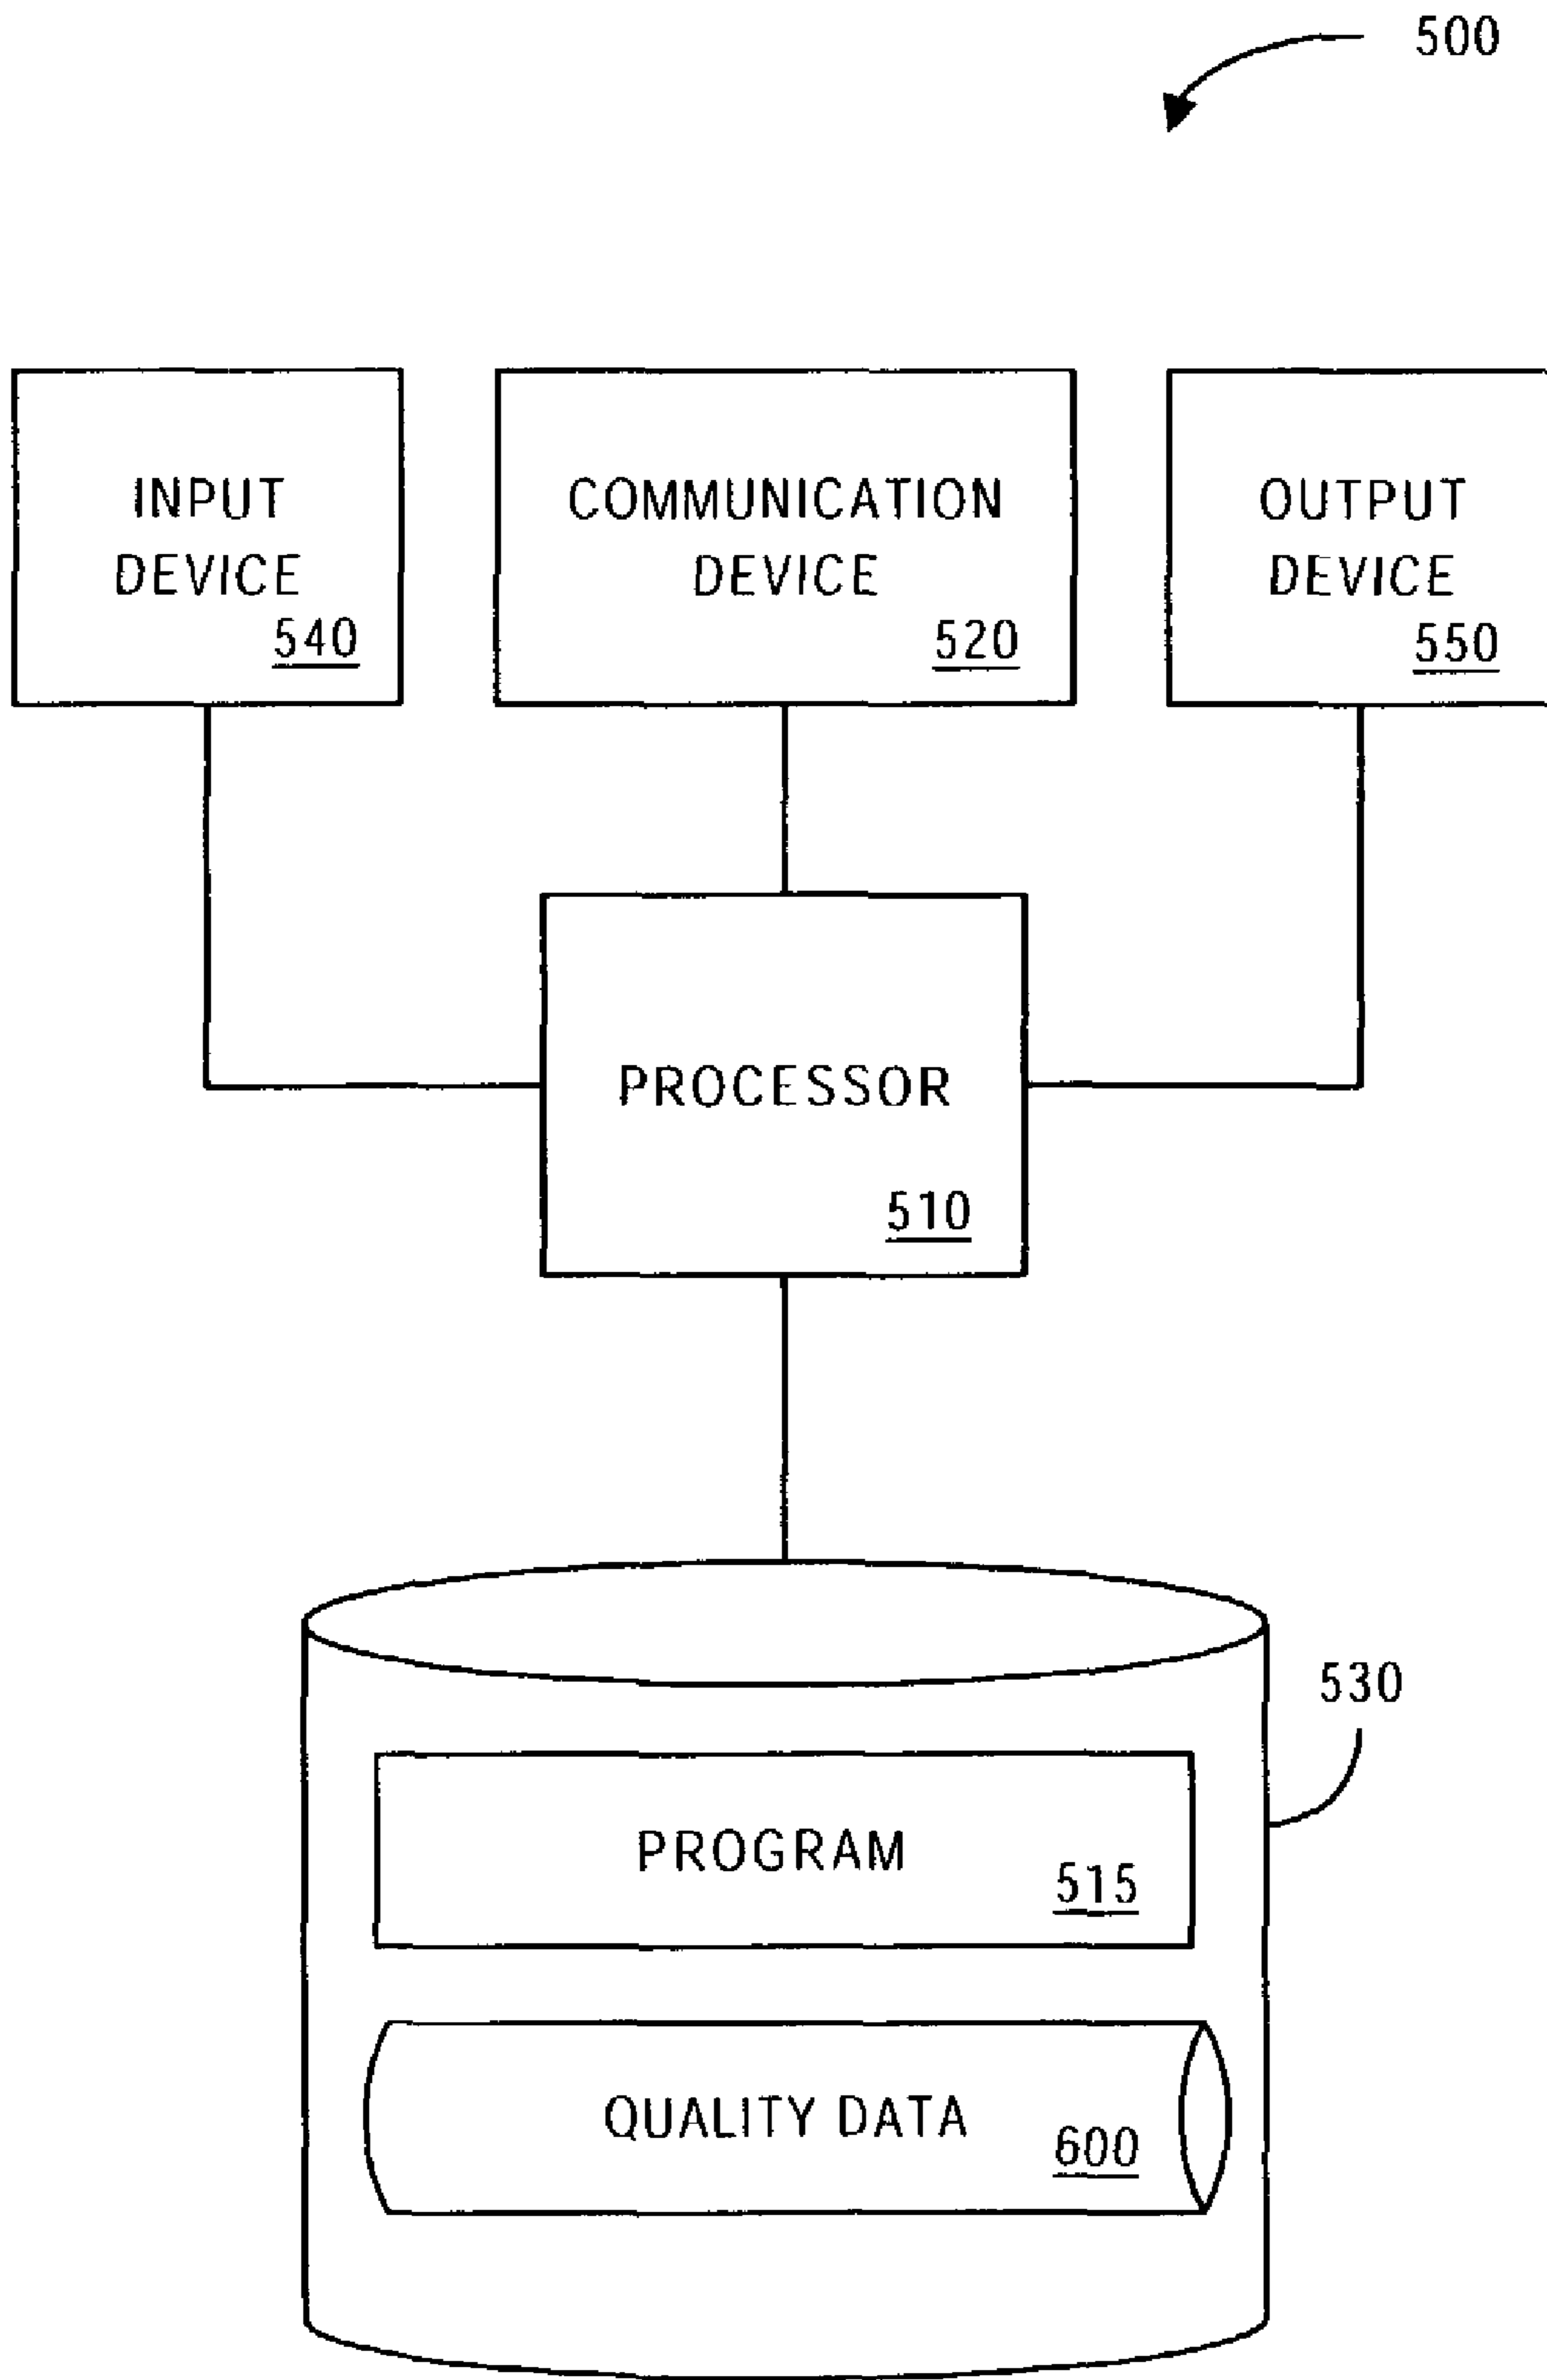 500
INPUT
DEVICE
540
COMMUNICATION
DEVICE
520
OUTPUT
DEVICE
550
PROCESSOR
510
530
PROGRAM
515
QUALITY DATA
600